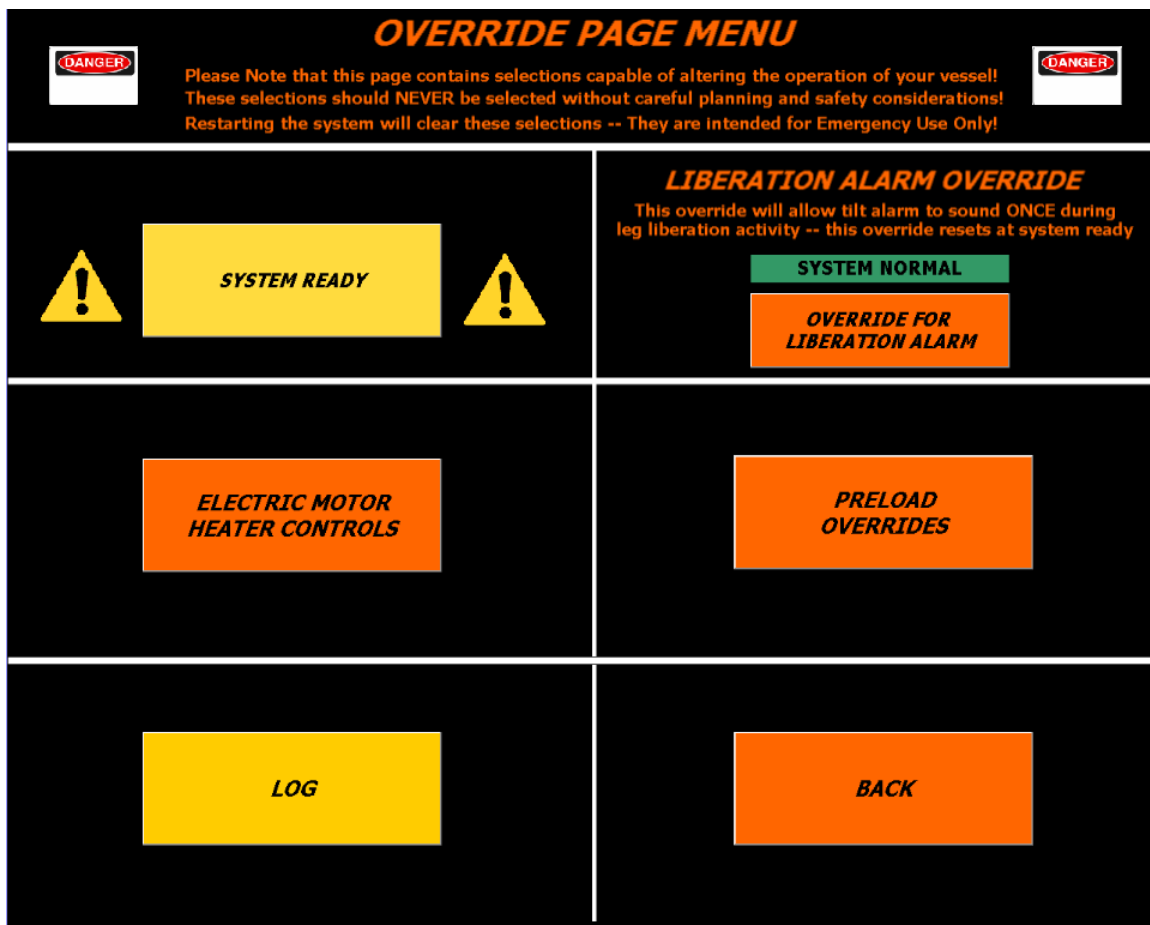 OVERRIDE PAGE MENU
DANGER
DANGER
Please Note that this page contains selections capable of altering the operation of your vessel!
These selections should NEVER be selected without careful planning and safety considerations!
Restarting the system will clear these selections -- They are intended for Emergency Use Only!
SYSTEM READY
LIBERATION ALARM OVERRIDE
This override will allow tilt alarm to sound ONCE during
leg liberation activity -- this override resets at system ready
SYSTEM NORMAL
OVERRIDE FOR
LIBERATION ALARM
ELECTRIC MOTOR
HEATER CONTROLS
PRELOAD
OVERRIDES
LOG
BACK